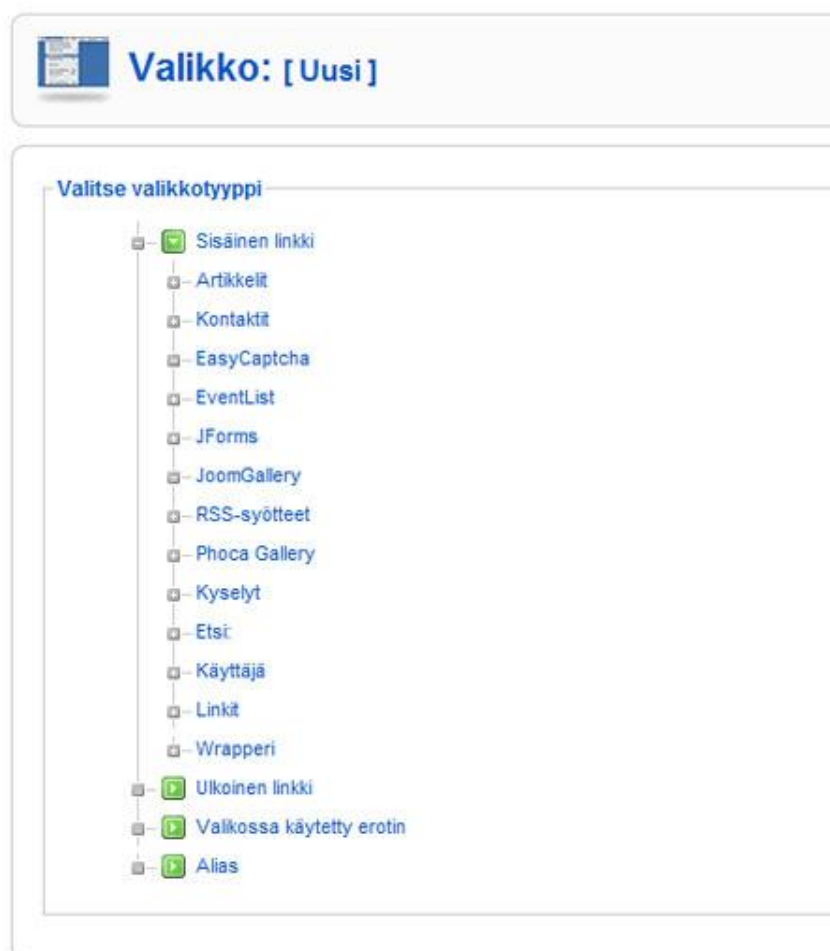 Valikko: [ Uusi ]
Valitse valikkotyyppi
Sisäinen linkki
Artikkelit
Kontaktit
EasyCaptcha
EventList
JForms
JoomGallery
RSS-syötteet
Phoca Gallery
Kyselyt
Etsi:
Käyttäjä
Linkit
Wrapperi
Ulkoinen linkki
Valikossa käytetty erotin
Alias